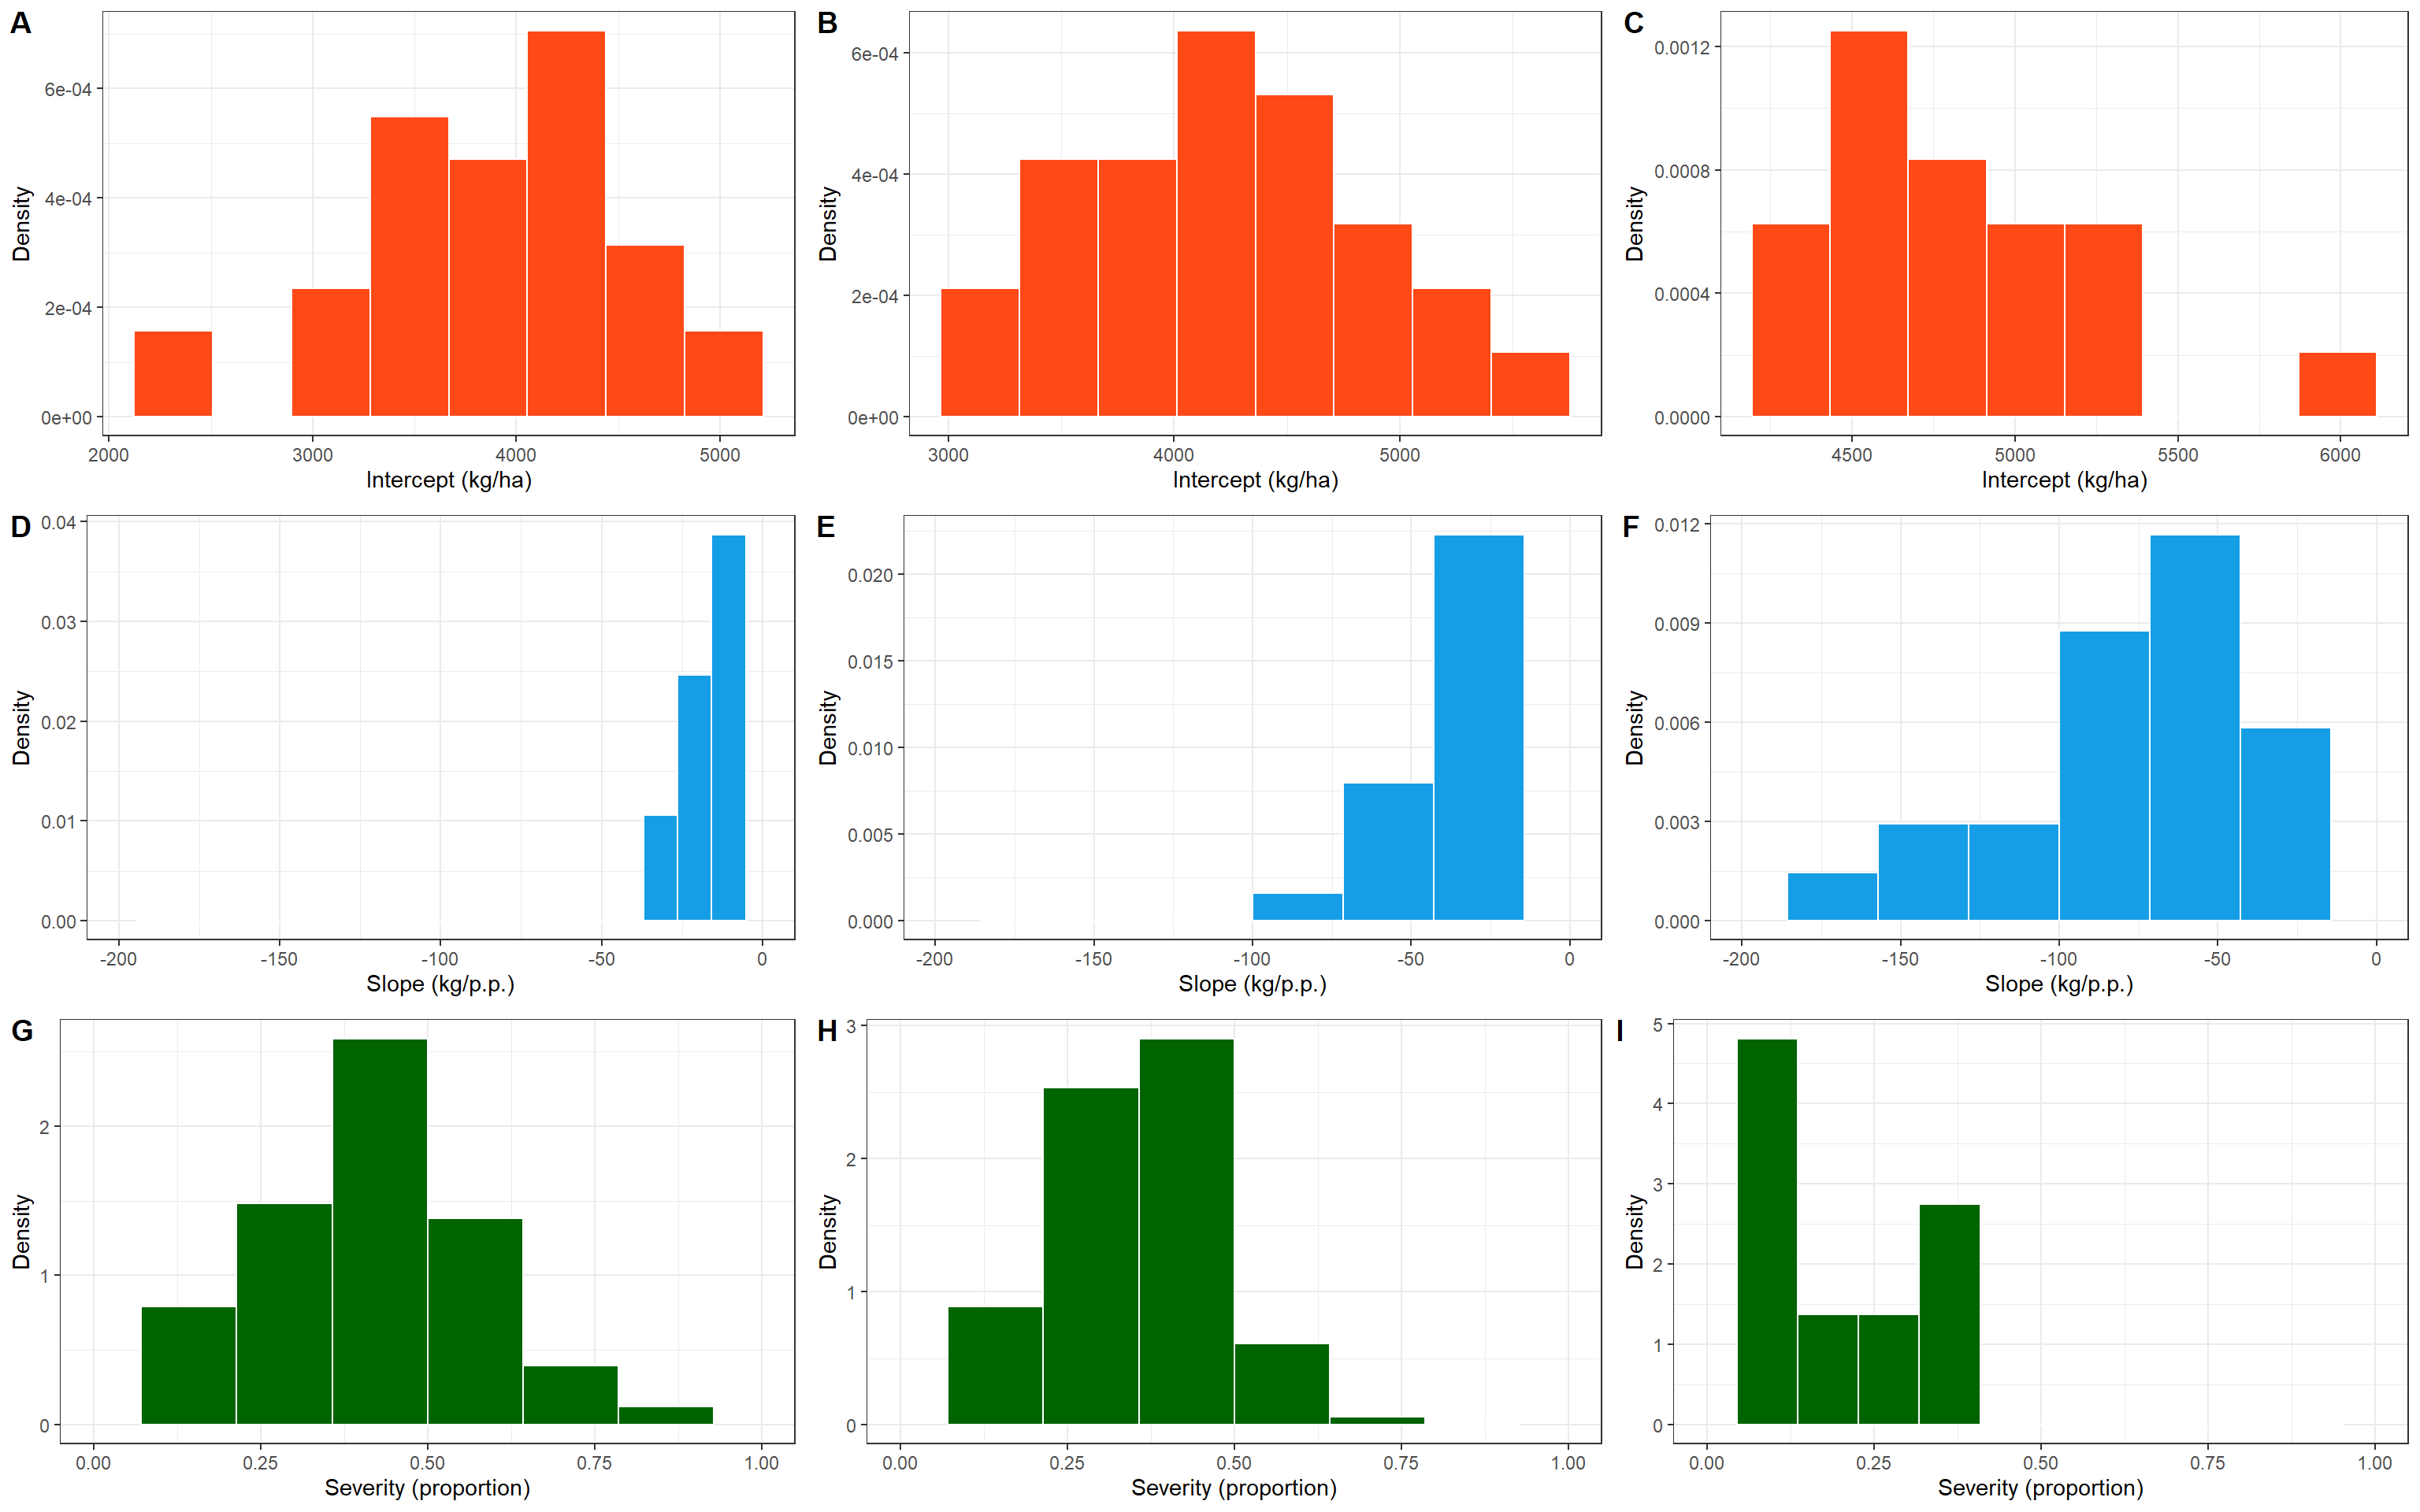 A
Density
6e-04
4e-04
2e-04
0e+00
2000 3000 4000 5000
Intercept (kg/ha)
B
Density
6e-04
4e-04
2e-04
0e+00
3000 4000 5000
Intercept (kg/ha)
C
Density
0.0012
0.0008
0.0004
0.0000
4500 5000 5500 6000
Intercept (kg/ha)
D
Density
0.04
0.03
0.02
0.01
0.00
-200 -150 -100 -50 0
Slope (kg/p.p.)
E
Density
0.020
0.015
0.010
0.005
0.000
-200 -150 -100 -50 0
Slope (kg/p.p.)
F
Density
0.012
0.009
0.006
0.003
0.000
-200 -150 -100 -50 0
Slope (kg/p.p.)
G
Density
2
1
0
0.00 0.25 0.50 0.75 1.00
Severity (proportion)
H
Density
3
2
1
0
0.00 0.25 0.50 0.75 1.00
Severity (proportion)
I
Density
5
4
3
2
1
0
0.00 0.25 0.50 0.75 1.00
Severity (proportion)